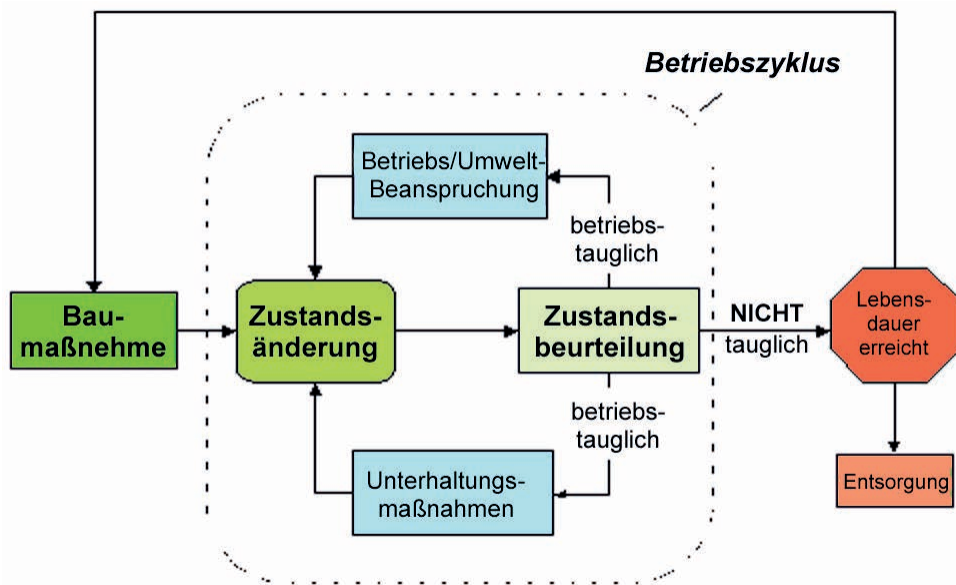 Betriebszyklus
Betriebs/Umwelt-
Beanspruchung
betriebs-
tauglich
Bau-
maßnehme
Zustands-
änderung
Zustands-
beurteilung
NICHT
tauglich
Lebens-
dauer
erreicht
betriebs-
tauglich
Unterhaltungs-
maßnahmen
Entsorgung